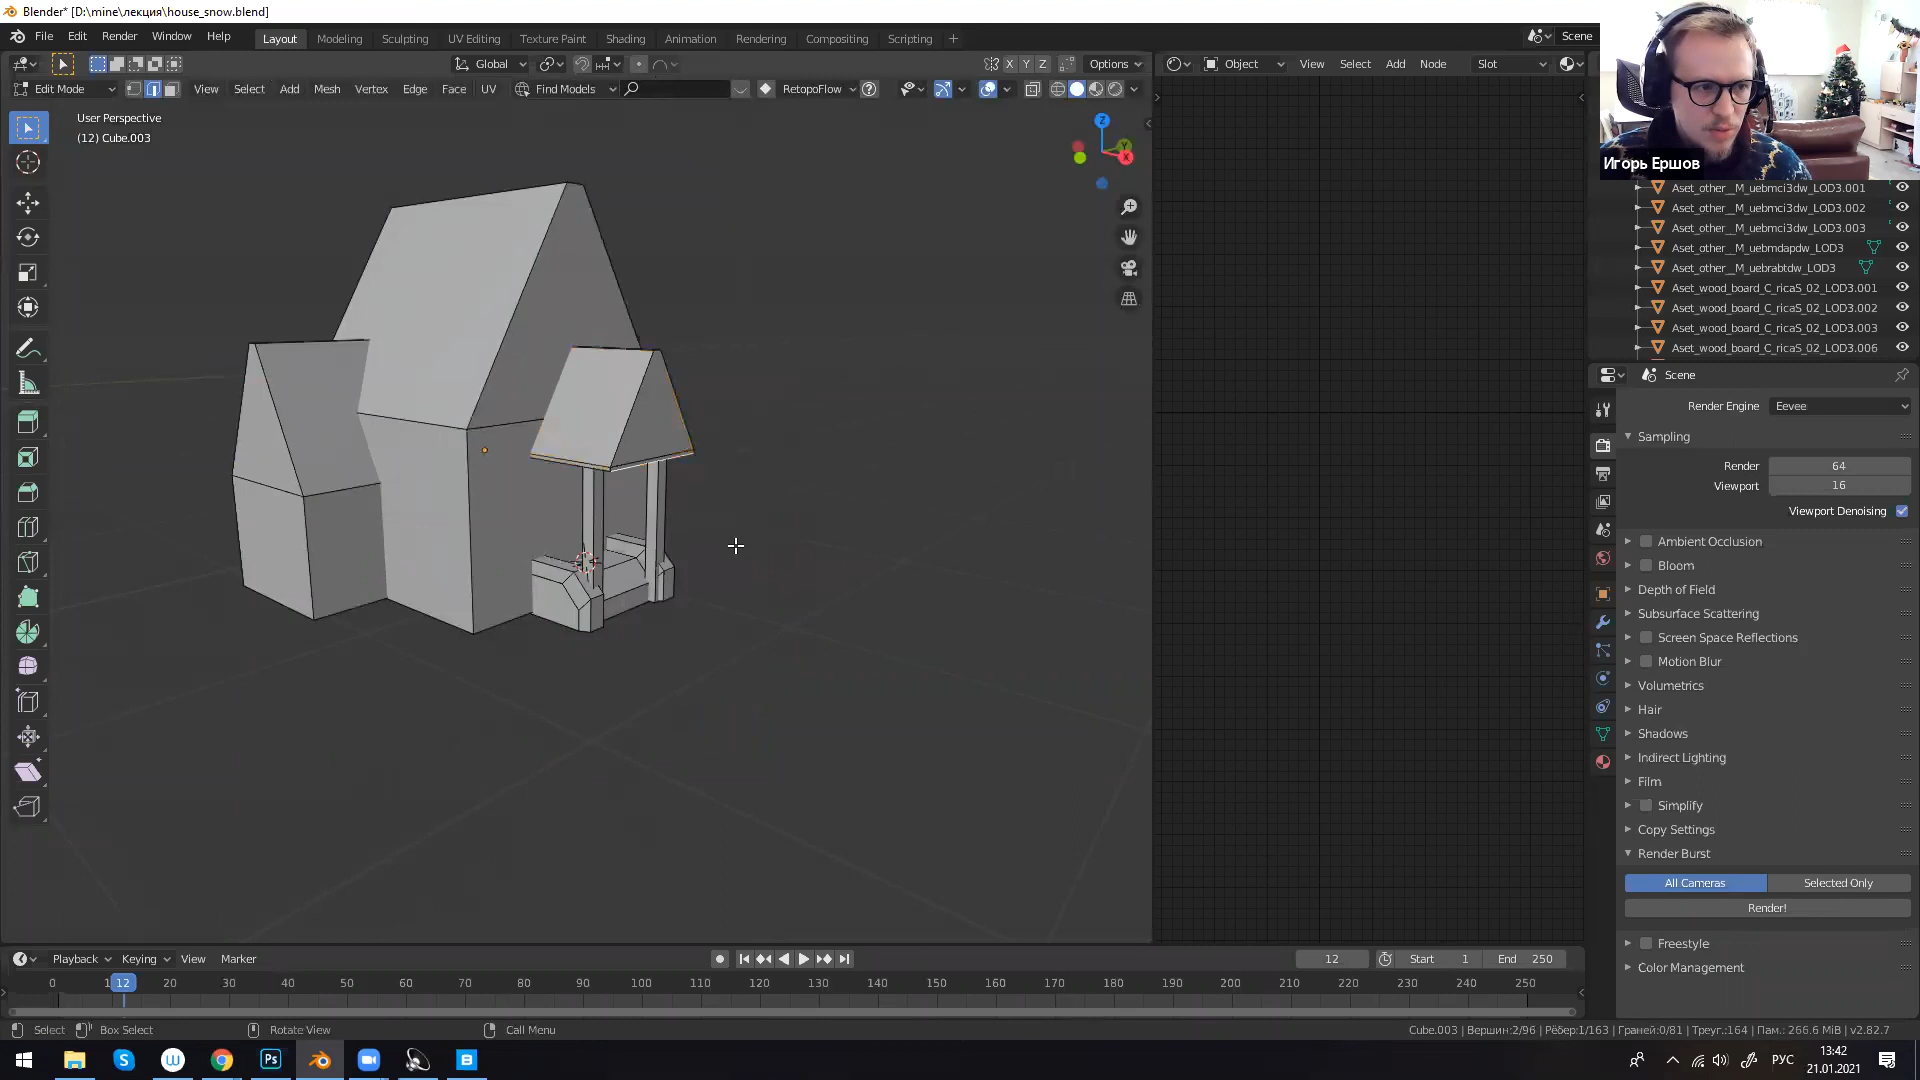 Blender* [D:\mine\лекция\house_snow.blend]
File Edit Render Window Help
Layout Modeling Sculpting UV Editing Texture Paint Shading Animation Rendering Compositing Scripting +
Scene
Global
X Y Z
Options
Object View Select Add Node
Slot
Edit Mode
View Select Add Mesh Vertex Edge Face UV
Find Models
RetopoFlow
User Perspective
(12) Cube.003
Z
Y
X
Игорь Ершов
Aset_other__M_uebmci3dw_LOD3.001
Aset_other__M_uebmci3dw_LOD3.002
Aset_other__M_uebmci3dw_LOD3.003
Aset_other__M_uebmdapdw_LOD3
Aset_other__M_uebrabtdw_LOD3
Aset_wood_board_C_ricaS_02_LOD3.001
Aset_wood_board_C_ricaS_02_LOD3.002
Aset_wood_board_C_ricaS_02_LOD3.003
Aset_wood_board_C_ricaS_02_LOD3.006
Scene
Render Engine Eevee
Sampling
Render 64
Viewport 16
Viewport Denoising
Ambient Occlusion
Bloom
Depth of Field
Subsurface Scattering
Screen Space Reflections
Motion Blur
Volumetrics
Hair
Shadows
Indirect Lighting
Film
Simplify
Copy Settings
Render Burst
All Cameras Selected Only
Render!
Freestyle
Color Management
Playback Keying View Marker
12
Start 1
End 250
0 1 12 20 30 40 50 60 70 80 90 100 110 120 130 140 150 160 170 180 190 200 210 220 230 240 250
Select Box Select Rotate View Call Menu
Cube.003 | Вершин:2/96 | Рёбер:1/163 | Граней:0/81 | Треуг.:164 | Пам.: 266.6 MiB | v2.82.7
Ps
РУС
13:42
21.01.2021